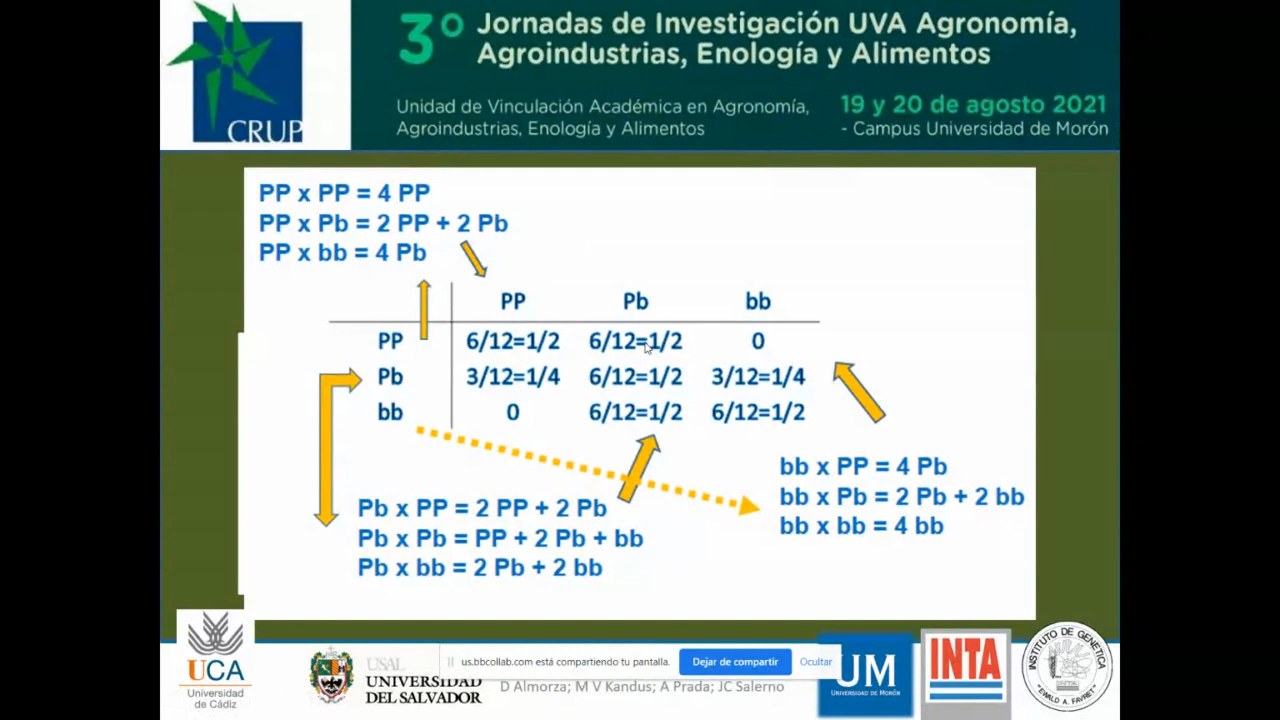 CRUP
3º Jornadas de Investigación UVA Agronomía,
Agroindustrias, Enología y Alimentos
Unidad de Vinculación Académica en Agronomía,
Agroindustrias, Enología y Alimentos
19 y 20 de agosto 2021
- Campus Universidad de Morón
PP x PP = 4 PP
PP x Pb = 2 PP + 2 Pb
PP x bb = 4 Pb
PP Pb bb
PP 6/12=1/2 6/12=1/2 0
Pb 3/12=1/4 6/12=1/2 3/12=1/4
bb 0 6/12=1/2 6/12=1/2
bb x PP = 4 Pb
bb x Pb = 2 Pb + 2 bb
bb x bb = 4 bb
Pb x PP = 2 PP + 2 Pb
Pb x Pb = PP + 2 Pb + bb
Pb x bb = 2 Pb + 2 bb
UCA
Universidad
de Cádiz
USAL
UNIVERSIDAD
DEL SALVADOR
us.bbcollab.com está compartiendo tu pantalla.
Dejar de compartir
Ocultar
D Almorza; M V Kandus; A Prada; JC Salerno
UM
UNIVERSIDAD DE MORÓN
INTA
INSTITUTO DE GENETICA
INTA
"EWALD A. FAVRET"